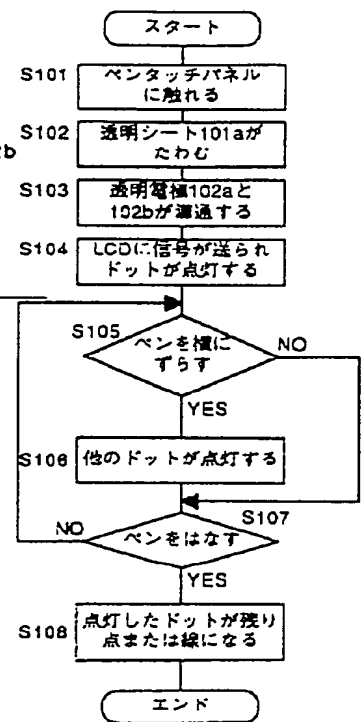 スタート
S101
ペンタッチパネル
に触れる
S102
透明シート101aが
たわむ
2b
S103
透明電極102aと
102bが導通する
S104
LCDに信号が送られ
ドットが点灯する
S105
ペンを横に
ずらす
NO
YES
S106
他のドットが点灯する
S107
NO
ペンをはなす
YES
S108
点灯したドットが残り
点または線になる
エンド